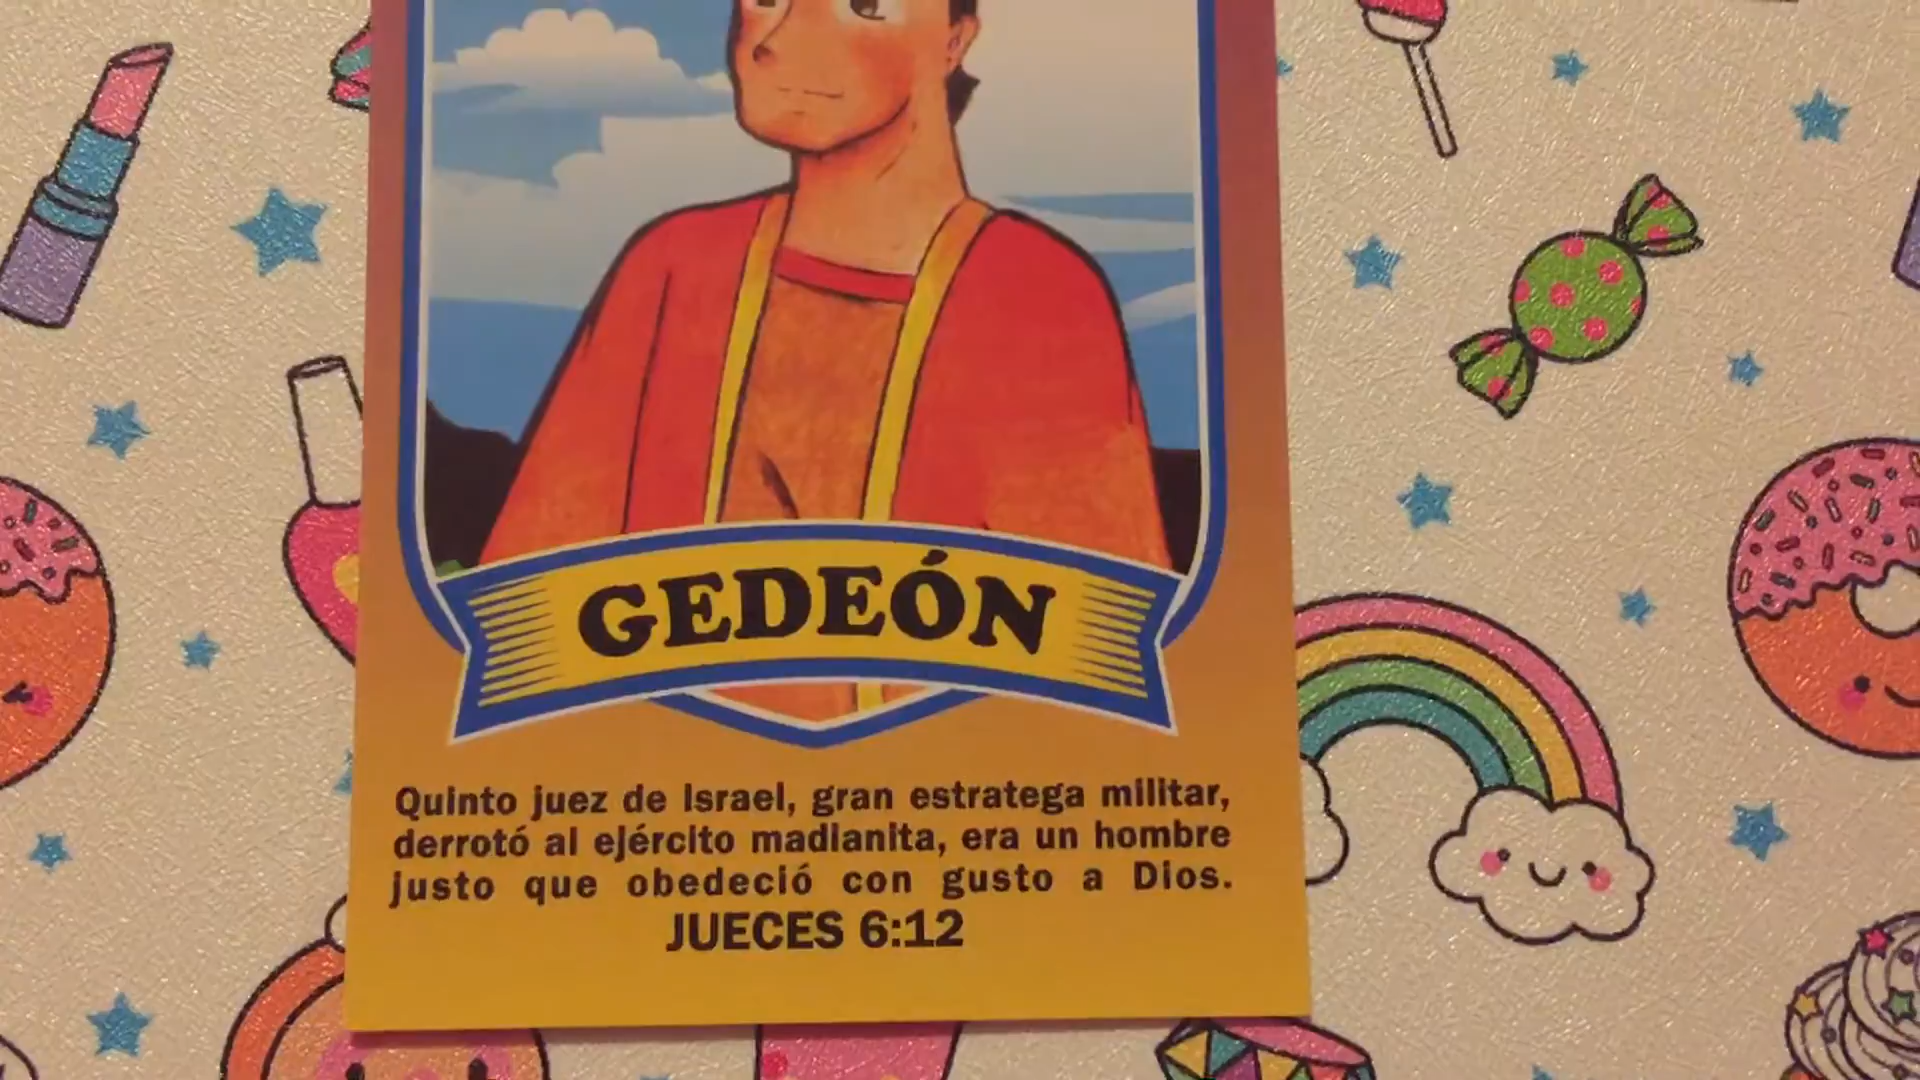 GEDEÓN
Quinto juez de Israel, gran estratega militar,
derrotó al ejército madianita, era un hombre
justo que obedeció con gusto a Dios.
JUECES 6:12